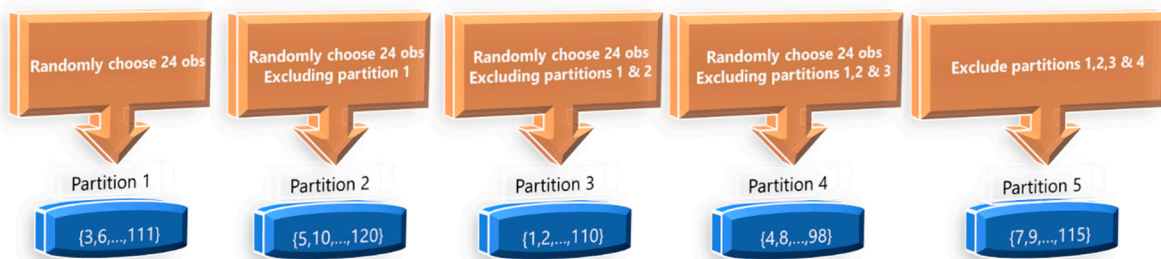 Randomly choose 24 obs
Randomly choose 24 obs
Excluding partition 1
Randomly choose 24 obs
Excluding partitions 1 & 2
Randomly choose 24 obs
Excluding partitions 1,2 & 3
Exclude partitions 1,2,3 & 4
Partition 1
Partition 2
Partition 3
Partition 4
Partition 5
{3,6,...,111}
{5,10,...,120}
{1,2,...,110}
{4,8,...,98}
{7,9,...,115}